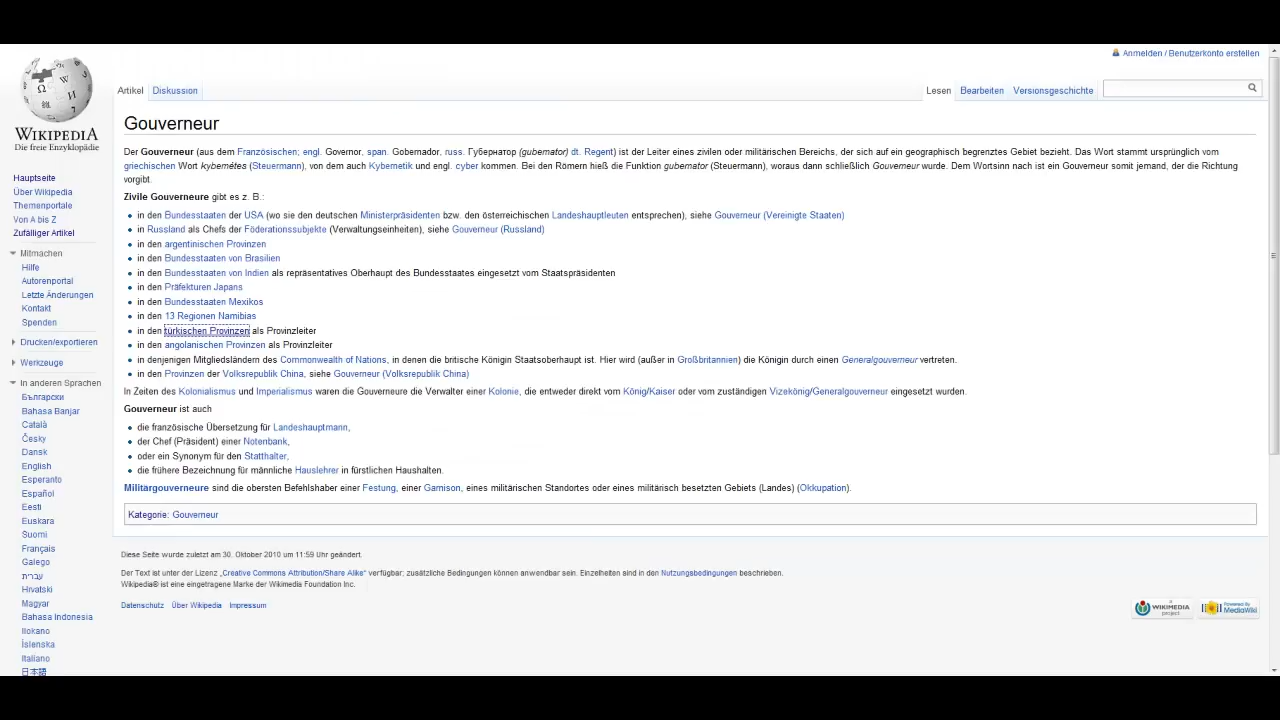 Anmelden / Benutzerkonto erstellen
Artikel Diskussion Lesen Bearbeiten Versionsgeschichte
WIKIPEDIA
Die freie Enzyklopädie
Hauptseite
Über Wikipedia
Themenportale
Von A bis Z
Zufälliger Artikel
Mitmachen
Hilfe
Autorenportal
Letzte Änderungen
Kontakt
Spenden
Drucken/exportieren
Werkzeuge
In anderen Sprachen
Български
Bahasa Banjar
Català
Česky
Dansk
English
Esperanto
Español
Eesti
Euskara
Suomi
Français
Galego
עברית
Hrvatski
Magyar
Bahasa Indonesia
Ilokano
Íslenska
Italiano
日本語
Gouverneur
Der Gouverneur (aus dem Französischen; engl. Governor, span. Gobernador, russ. Губернатор (gubernator) dt. Regent) ist der Leiter eines zivilen oder militärischen Bereichs, der sich auf ein geographisch begrenztes Gebiet bezieht. Das Wort stammt ursprünglich vom
griechischen Wort kybernétes (Steuermann), von dem auch Kybernetik und engl. cyber kommen. Bei den Römern hieß die Funktion gubernator (Steuermann), woraus dann schließlich Gouverneur wurde. Dem Wortsinn nach ist ein Gouverneur somit jemand, der die Richtung
vorgibt.
Zivile Gouverneure gibt es z. B.:
in den Bundesstaaten der USA (wo sie den deutschen Ministerpräsidenten bzw. den österreichischen Landeshauptleuten entsprechen), siehe Gouverneur (Vereinigte Staaten)
in Russland als Chefs der Föderationssubjekte (Verwaltungseinheiten), siehe Gouverneur (Russland)
in den argentinischen Provinzen
in den Bundesstaaten von Brasilien
in den Bundesstaaten von Indien als repräsentatives Oberhaupt des Bundesstaates eingesetzt vom Staatspräsidenten
in den Präfekturen Japans
in den Bundesstaaten Mexikos
in den 13 Regionen Namibias
in den türkischen Provinzen als Provinzleiter
in den angolanischen Provinzen als Provinzleiter
in denjenigen Mitgliedsländern des Commonwealth of Nations, in denen die britische Königin Staatsoberhaupt ist. Hier wird (außer in Großbritannien) die Königin durch einen Generalgouverneur vertreten.
in den Provinzen der Volksrepublik China, siehe Gouverneur (Volksrepublik China)
In Zeiten des Kolonialismus und Imperialismus waren die Gouverneure die Verwalter einer Kolonie, die entweder direkt vom König/Kaiser oder vom zuständigen Vizekönig/Generalgouverneur eingesetzt wurden.
Gouverneur ist auch
die französische Übersetzung für Landeshauptmann,
der Chef (Präsident) einer Notenbank,
oder ein Synonym für den Statthalter,
die frühere Bezeichnung für männliche Hauslehrer in fürstlichen Haushalten.
Militärgouverneure sind die obersten Befehlshaber einer Festung, einer Garnison, eines militärischen Standortes oder eines militärisch besetzten Gebiets (Landes) (Okkupation).
Kategorie: Gouverneur
Diese Seite wurde zuletzt am 30. Oktober 2010 um 11:59 Uhr geändert.
Der Text ist unter der Lizenz „Creative Commons Attribution/Share Alike“ verfügbar; zusätzliche Bedingungen können anwendbar sein. Einzelheiten sind in den Nutzungsbedingungen beschrieben.
Wikipedia® ist eine eingetragene Marke der Wikimedia Foundation Inc.
Datenschutz Über Wikipedia Impressum
A WIKIMEDIA project
Powered By MediaWiki